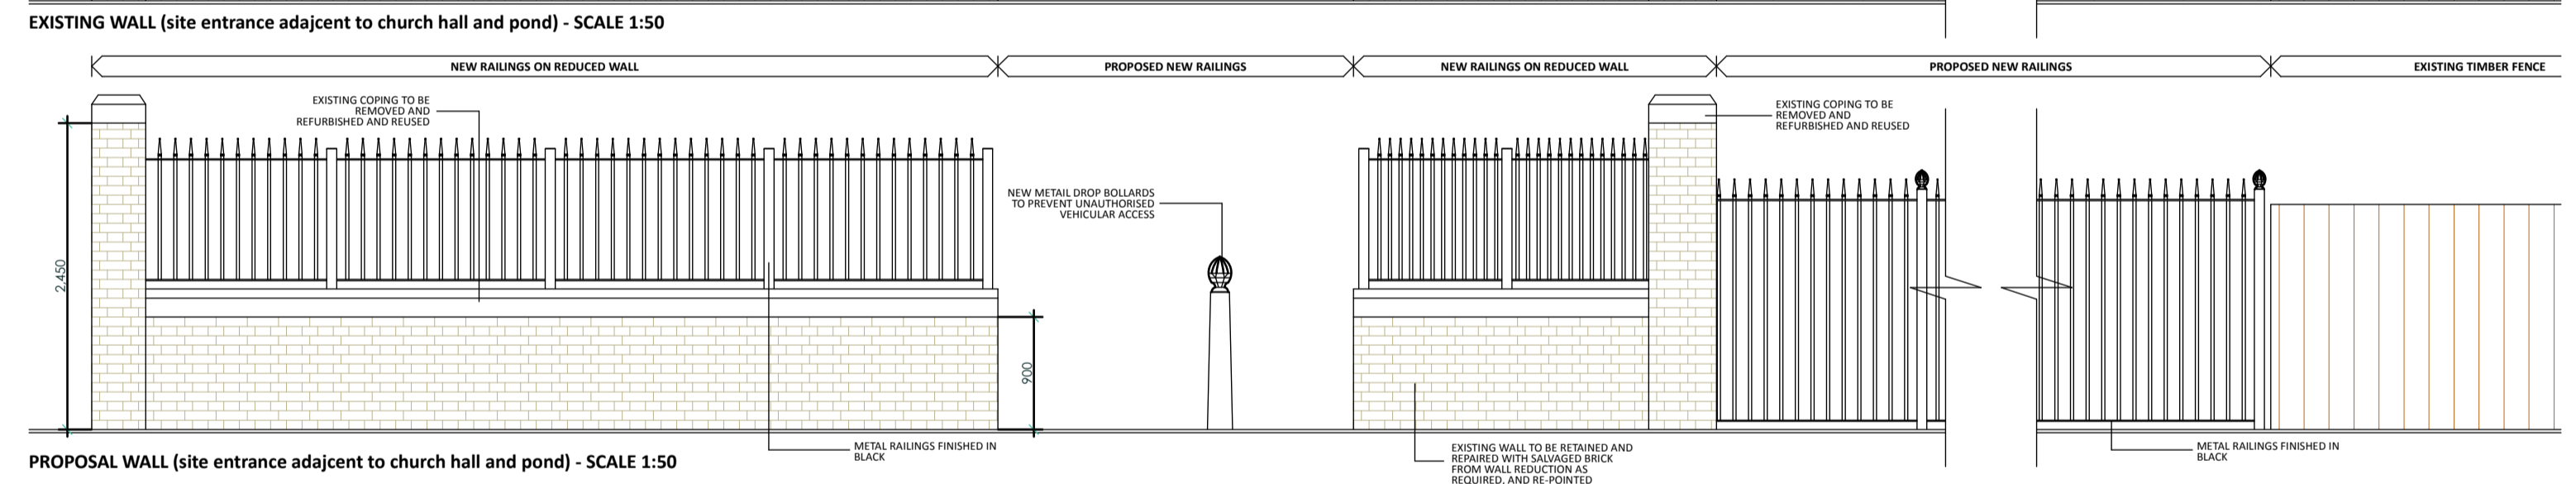 EXISTING WALL (site entrance adajcent to church hall and pond) - SCALE 1:50
NEW RAILINGS ON REDUCED WALL
PROPOSED NEW RAILINGS
NEW RAILINGS ON REDUCED WALL
PROPOSED NEW RAILINGS
EXISTING TIMBER FENCE
EXISTING COPING TO BE
REMOVED AND
REFURBISHED AND REUSED
EXISTING COPING TO BE
REMOVED AND
REFURBISHED AND REUSED
NEW METAIL DROP BOLLARDS
TO PREVENT UNAUTHORISED
VEHICULAR ACCESS
2,450
900
METAL RAILINGS FINISHED IN
BLACK
EXISTING WALL TO BE RETAINED AND
REPAIRED WITH SALVAGED BRICK
FROM WALL REDUCTION AS
REQUIRED, AND RE-POINTED
METAL RAILINGS FINISHED IN
BLACK
PROPOSAL WALL (site entrance adajcent to church hall and pond) - SCALE 1:50